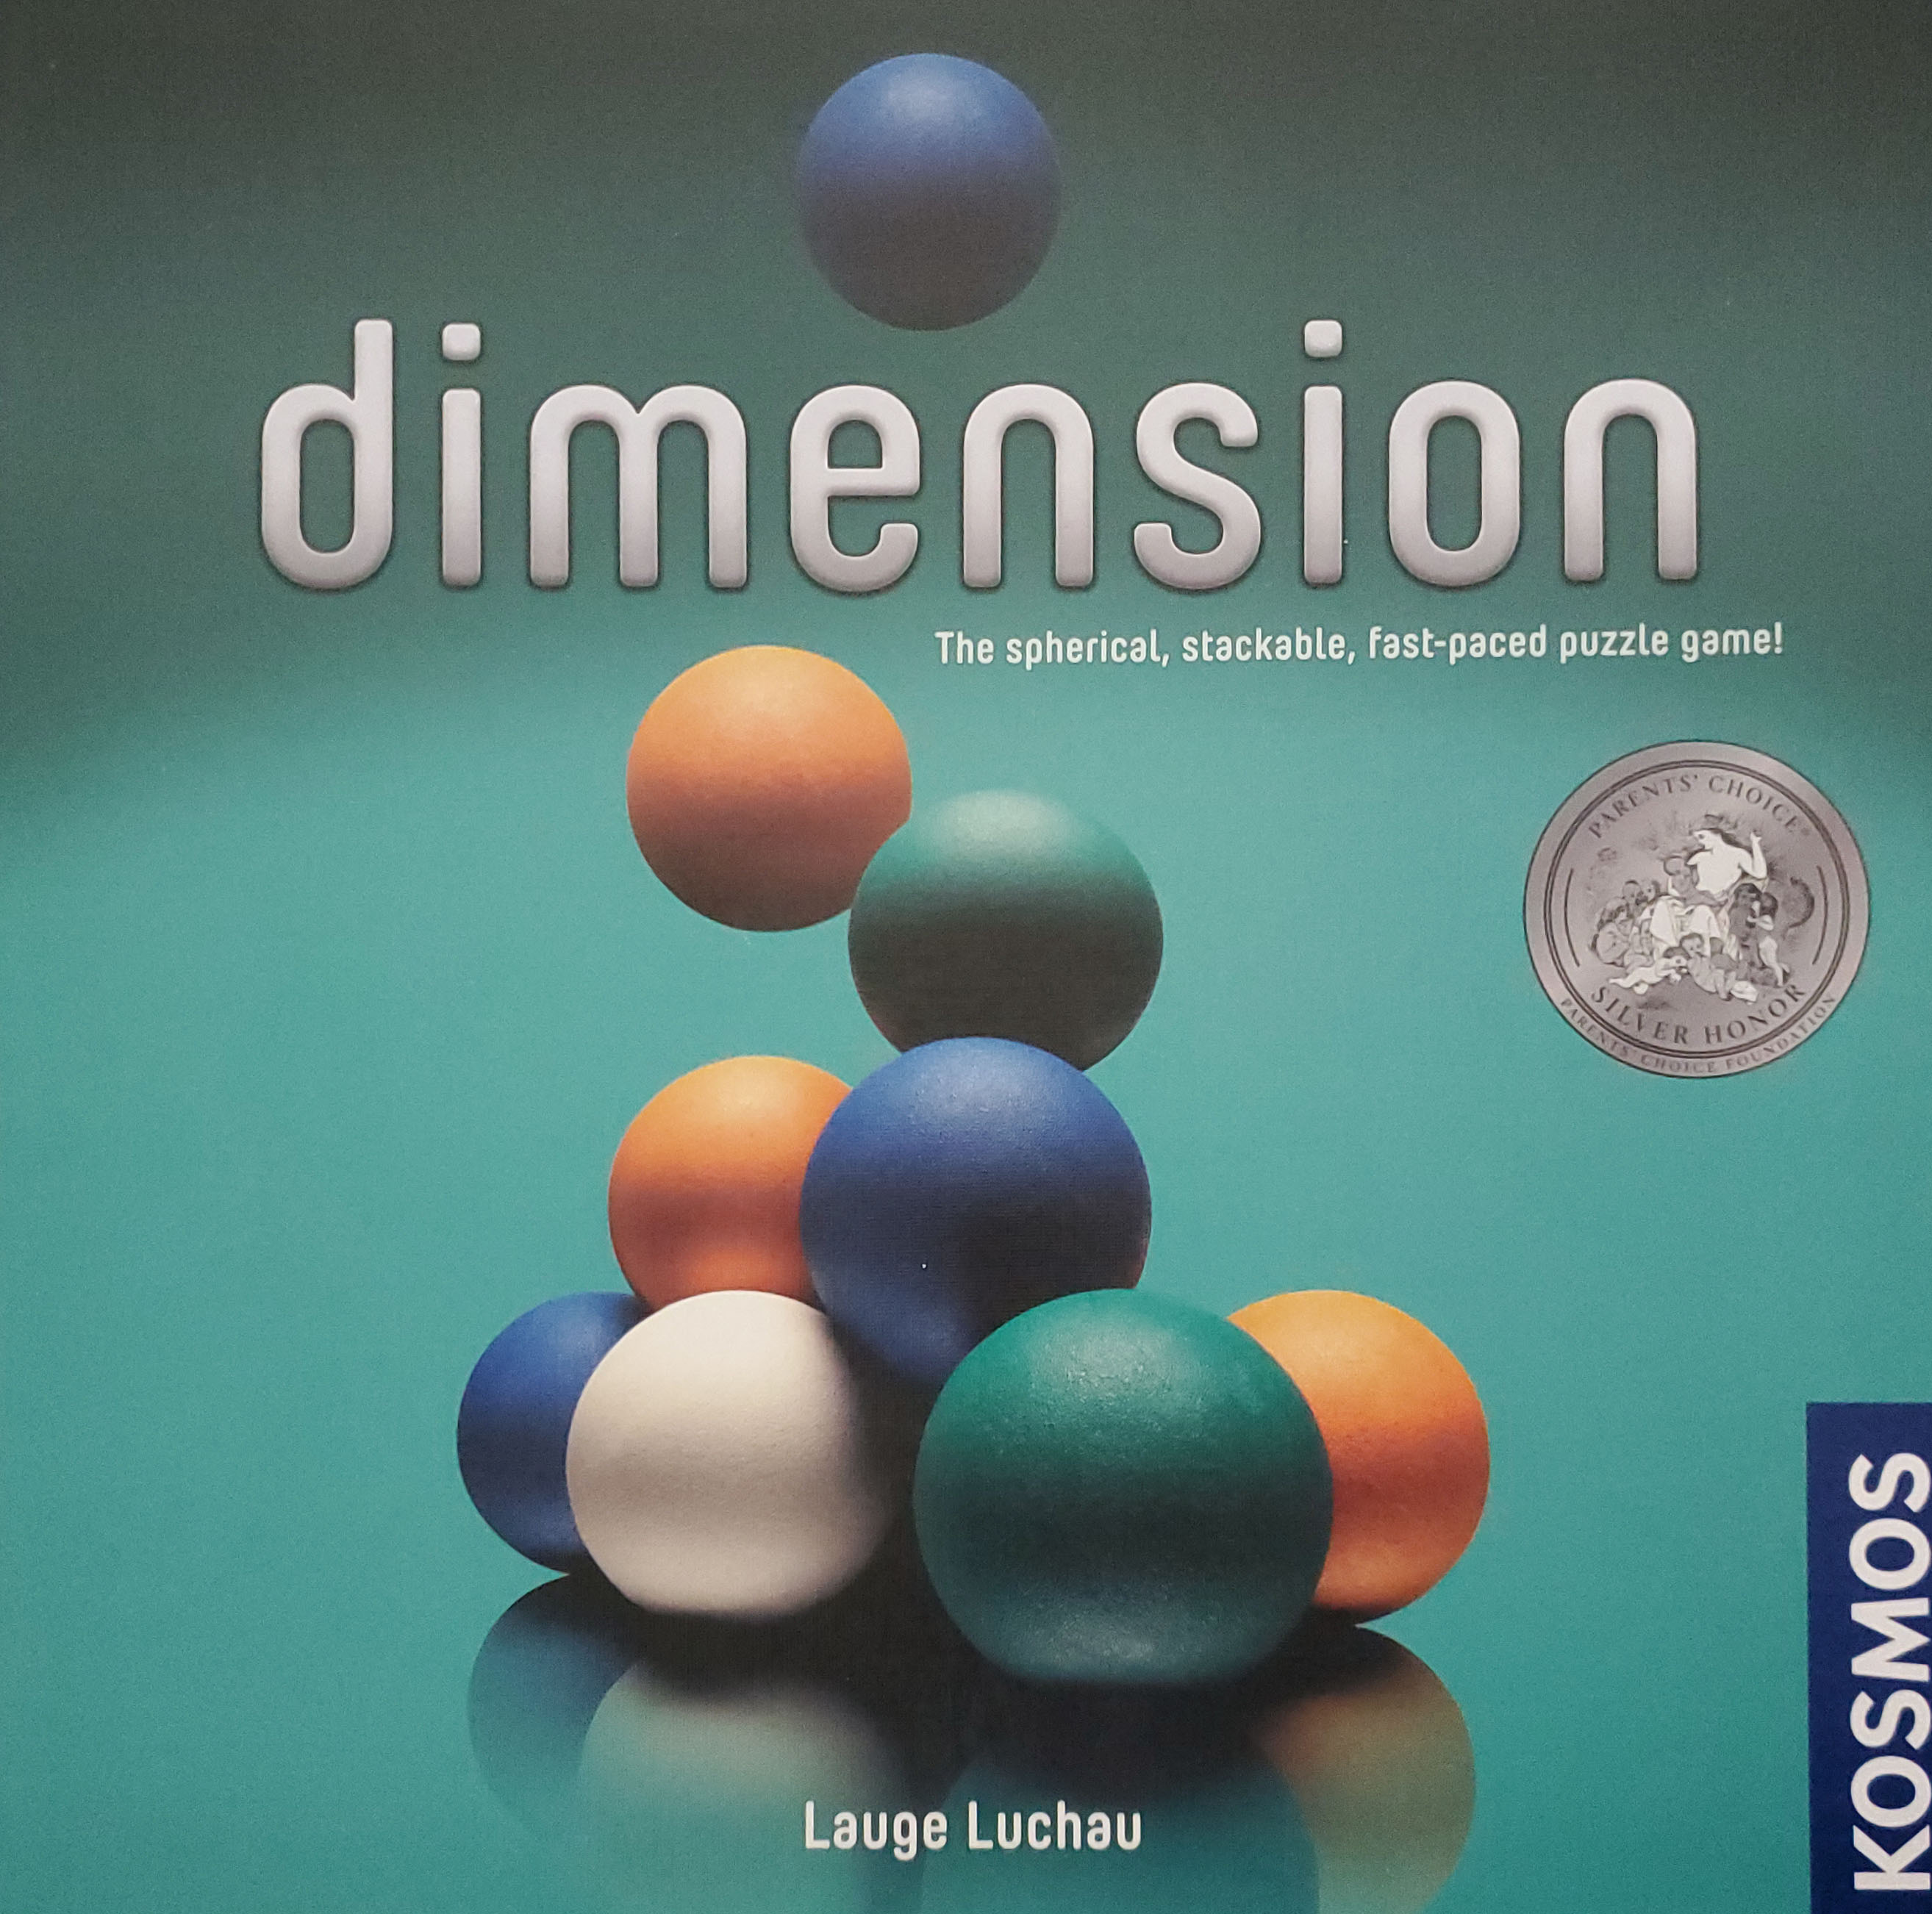 dimension
The spherical, stackable, fast-paced puzzle game!
PARENTS' CHOICE®
SILVER HONOR
PARENTS' CHOICE FOUNDATION
KOSMOS
Lauge Luchau